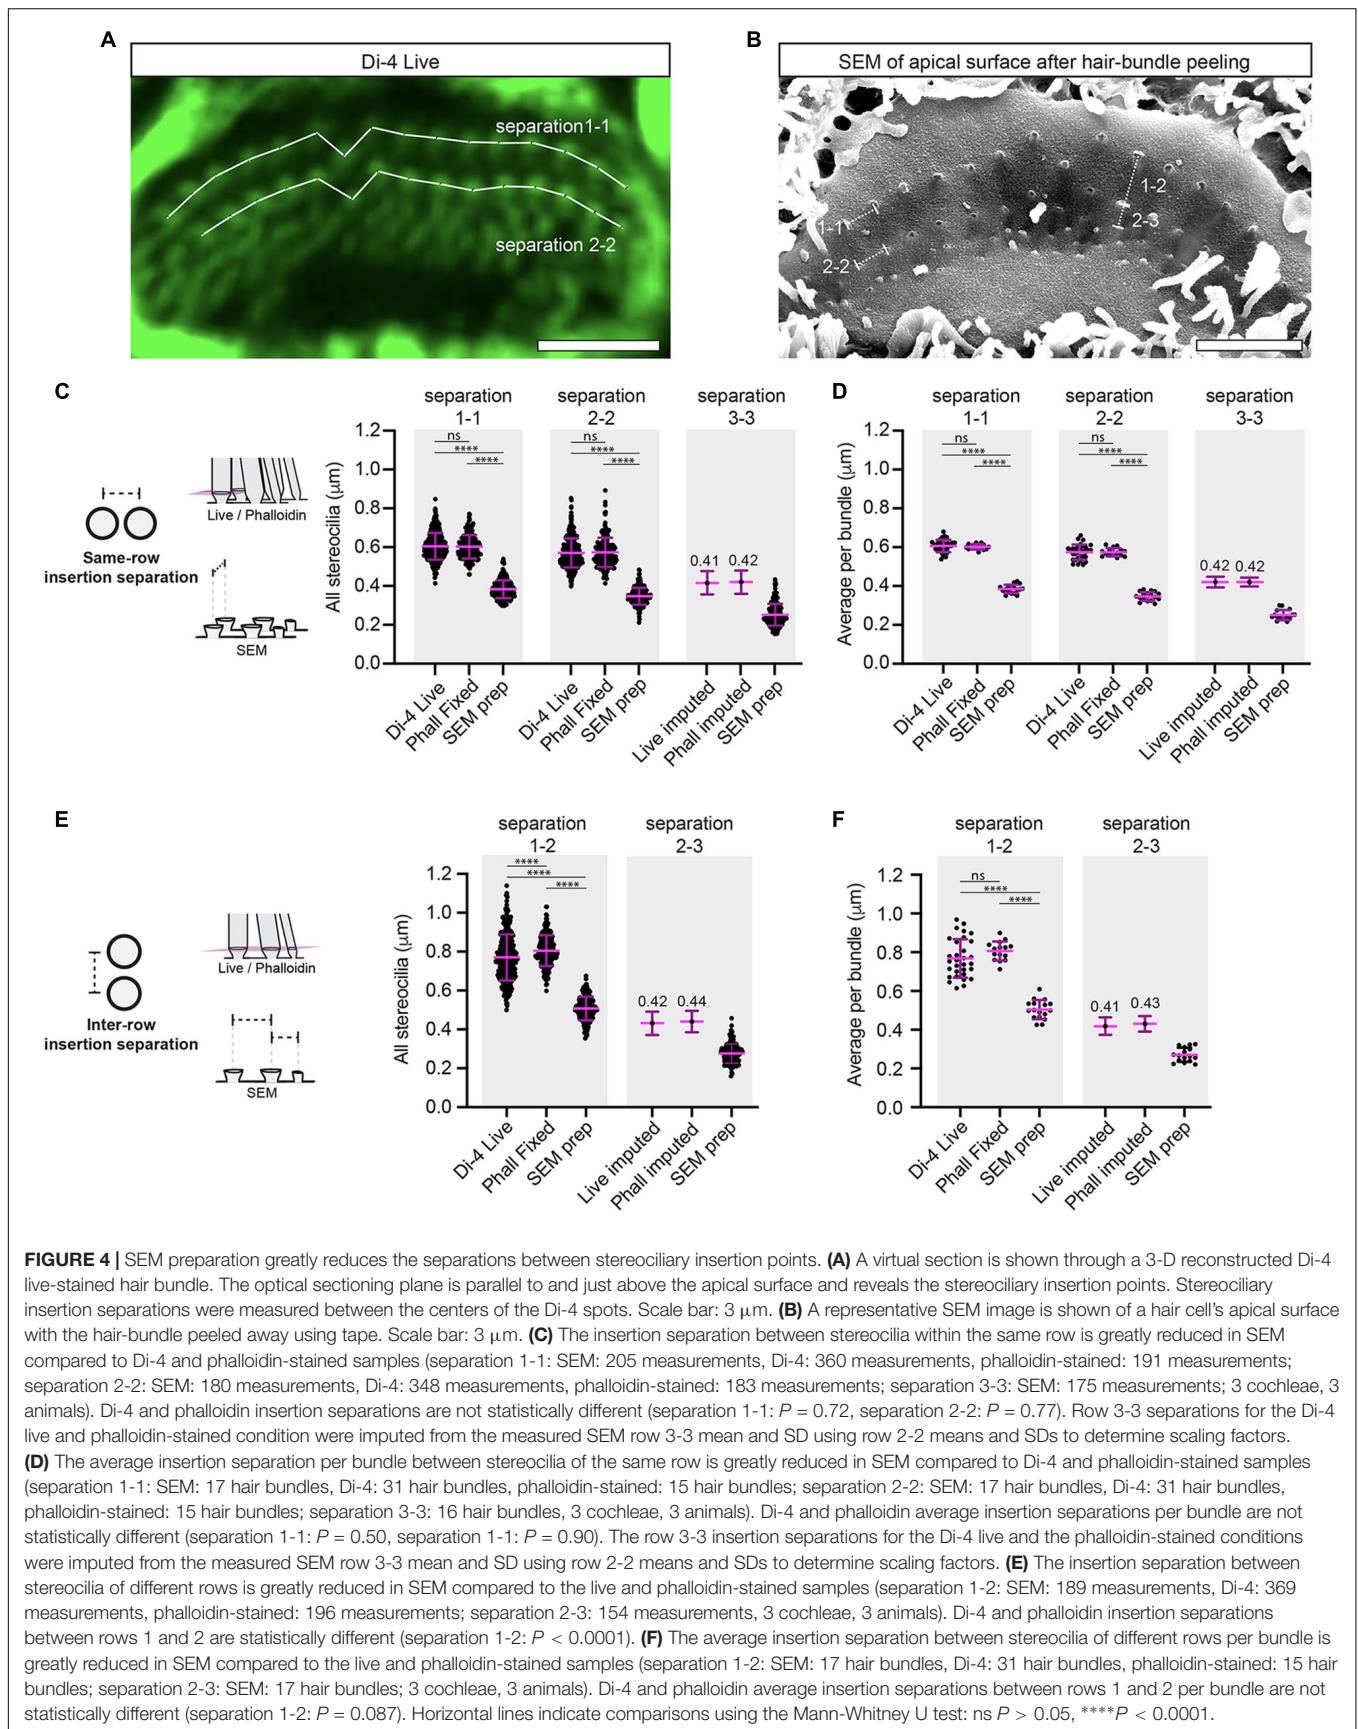 A
Di-4 Live
separation1-1
separation 2-2
B
SEM of apical surface after hair-bundle peeling
1-2
2-3
1-1
2-2
C
Live / Phalloidin
Same-row
insertion separation
SEM
separation
1-1
separation
2-2
separation
3-3
All stereocilia (μm)
1.2
1.0
0.8
0.6
0.4
0.2
0.0
ns
****
****
ns
****
****
0.41
0.42
Di-4 Live
Phall Fixed
SEM prep
Di-4 Live
Phall Fixed
SEM prep
Live imputed
Phall imputed
SEM prep
D
separation
1-1
separation
2-2
separation
3-3
Average per bundle (μm)
1.2
1.0
0.8
0.6
0.4
0.2
0.0
ns
****
****
ns
****
****
0.42
0.42
Di-4 Live
Phall Fixed
SEM prep
Di-4 Live
Phall Fixed
SEM prep
Live imputed
Phall imputed
SEM prep
E
Live / Phalloidin
Inter-row
insertion separation
SEM
separation
1-2
separation
2-3
All stereocilia (μm)
1.2
1.0
0.8
0.6
0.4
0.2
0.0
****
****
****
0.42
0.44
Di-4 Live
Phall Fixed
SEM prep
Live imputed
Phall imputed
SEM prep
F
separation
1-2
separation
2-3
Average per bundle (μm)
1.2
1.0
0.8
0.6
0.4
0.2
0.0
ns
****
****
0.41
0.43
Di-4 Live
Phall Fixed
SEM prep
Live imputed
Phall imputed
SEM prep
FIGURE 4 | SEM preparation greatly reduces the separations between stereociliary insertion points. (A) A virtual section is shown through a 3-D reconstructed Di-4
live-stained hair bundle. The optical sectioning plane is parallel to and just above the apical surface and reveals the stereociliary insertion points. Stereociliary
insertion separations were measured between the centers of the Di-4 spots. Scale bar: 3 μm. (B) A representative SEM image is shown of a hair cell's apical surface
with the hair-bundle peeled away using tape. Scale bar: 3 μm. (C) The insertion separation between stereocilia within the same row is greatly reduced in SEM
compared to Di-4 and phalloidin-stained samples (separation 1-1: SEM: 205 measurements, Di-4: 360 measurements, phalloidin-stained: 191 measurements;
separation 2-2: SEM: 180 measurements, Di-4: 348 measurements, phalloidin-stained: 183 measurements; separation 3-3: SEM: 175 measurements; 3 cochleae, 3
animals). Di-4 and phalloidin insertion separations are not statistically different (separation 1-1: P = 0.72, separation 2-2: P = 0.77). Row 3-3 separations for the Di-4
live and phalloidin-stained condition were imputed from the measured SEM row 3-3 mean and SD using row 2-2 means and SDs to determine scaling factors.
(D) The average insertion separation per bundle between stereocilia of the same row is greatly reduced in SEM compared to Di-4 and phalloidin-stained samples
(separation 1-1: SEM: 17 hair bundles, Di-4: 31 hair bundles, phalloidin-stained: 15 hair bundles; separation 2-2: SEM: 17 hair bundles, Di-4: 31 hair bundles,
phalloidin-stained: 15 hair bundles; separation 3-3: 16 hair bundles, 3 cochleae, 3 animals). Di-4 and phalloidin average insertion separations per bundle are not
statistically different (separation 1-1: P = 0.50, separation 1-1: P = 0.90). The row 3-3 insertion separations for the Di-4 live and the phalloidin-stained conditions
were imputed from the measured SEM row 3-3 mean and SD using row 2-2 means and SDs to determine scaling factors. (E) The insertion separation between
stereocilia of different rows is greatly reduced in SEM compared to the live and phalloidin-stained samples (separation 1-2: SEM: 189 measurements, Di-4: 369
measurements, phalloidin-stained: 196 measurements; separation 2-3: 154 measurements, 3 cochleae, 3 animals). Di-4 and phalloidin insertion separations
between rows 1 and 2 are statistically different (separation 1-2: P < 0.0001). (F) The average insertion separation between stereocilia of different rows per bundle is
greatly reduced in SEM compared to the live and phalloidin-stained samples (separation 1-2: SEM: 17 hair bundles, Di-4: 31 hair bundles, phalloidin-stained: 15 hair
bundles; separation 2-3: SEM: 17 hair bundles; 3 cochleae, 3 animals). Di-4 and phalloidin average insertion separations between rows 1 and 2 per bundle are not
statistically different (separation 1-2: P = 0.087). Horizontal lines indicate comparisons using the Mann-Whitney U test: ns P > 0.05, ****P < 0.0001.